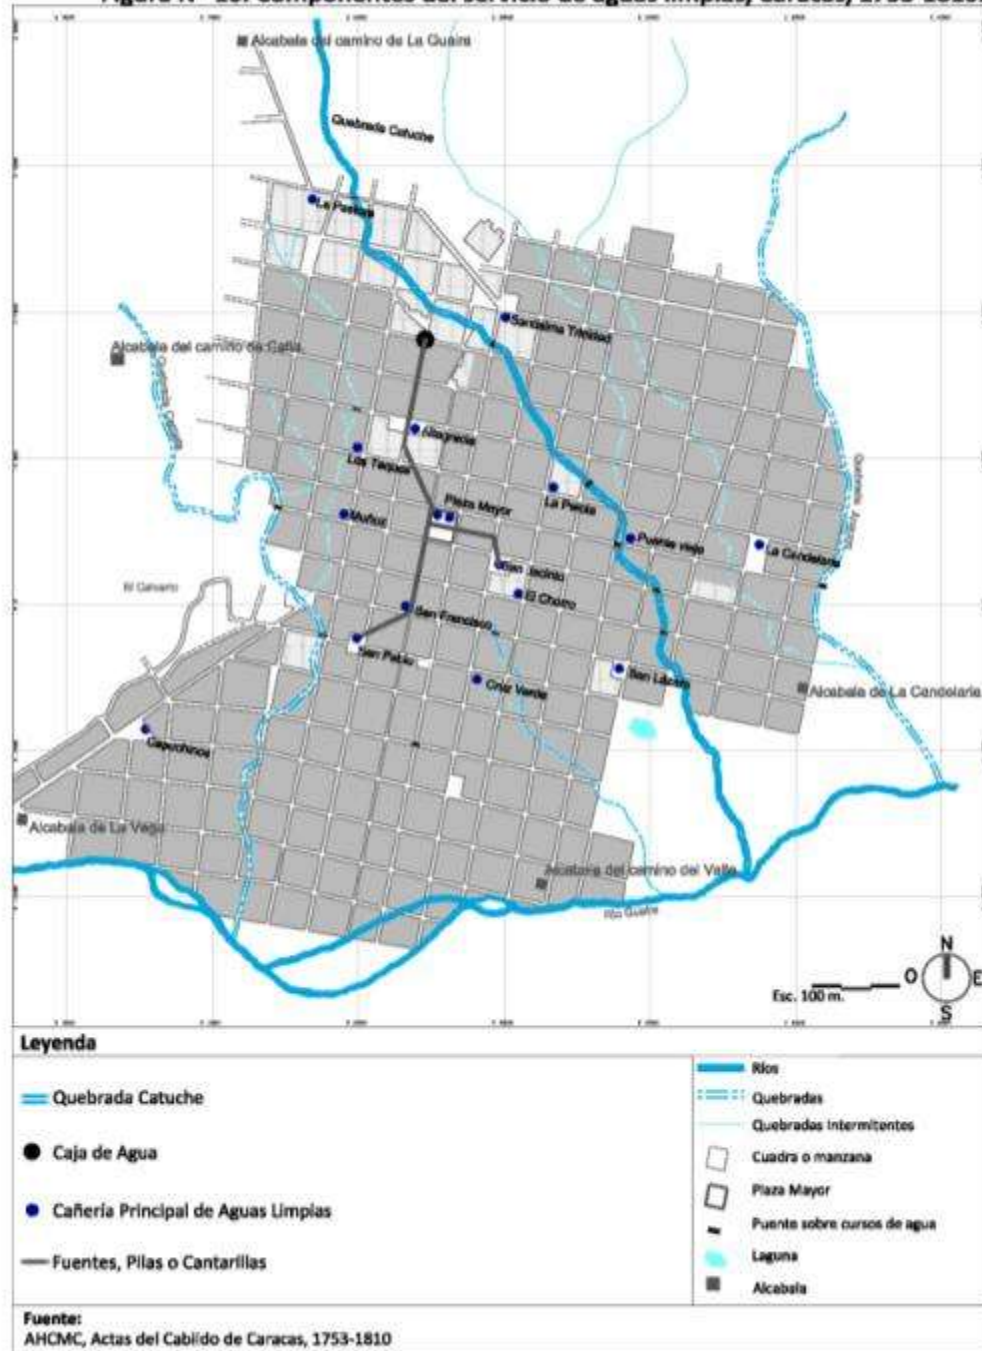 Alcabala del camino de La Guaira
Quebrada Catuche
La Pastora
Santísima Trinidad
Alcabala del camino de Catia
Altagracia
Los Teques
Plaza Mayor
La Pelota
Muñoz
Puente viejo
La Candelaria
San Jacinto
El Calvario
El Chorro
San Francisco
San Pablo
San Lázaro
Cruz Verde
Alcabala de La Candelaria
Capuchinos
Alcabala de La Vega
Alcabala del camino del Valle
Río Guaire
N
O
E
S
Esc. 100 m.
Leyenda
Quebrada Catuche
Caja de Agua
Cañería Principal de Aguas Limpias
Fuentes, Pilas o Cantarillas
Ríos
Quebradas
Quebradas Intermitentes
Cuadra o manzana
Plaza Mayor
Puente sobre cursos de agua
Laguna
Alcabala
Fuente:
AHCMC, Actas del Cabildo de Caracas, 1753-1810